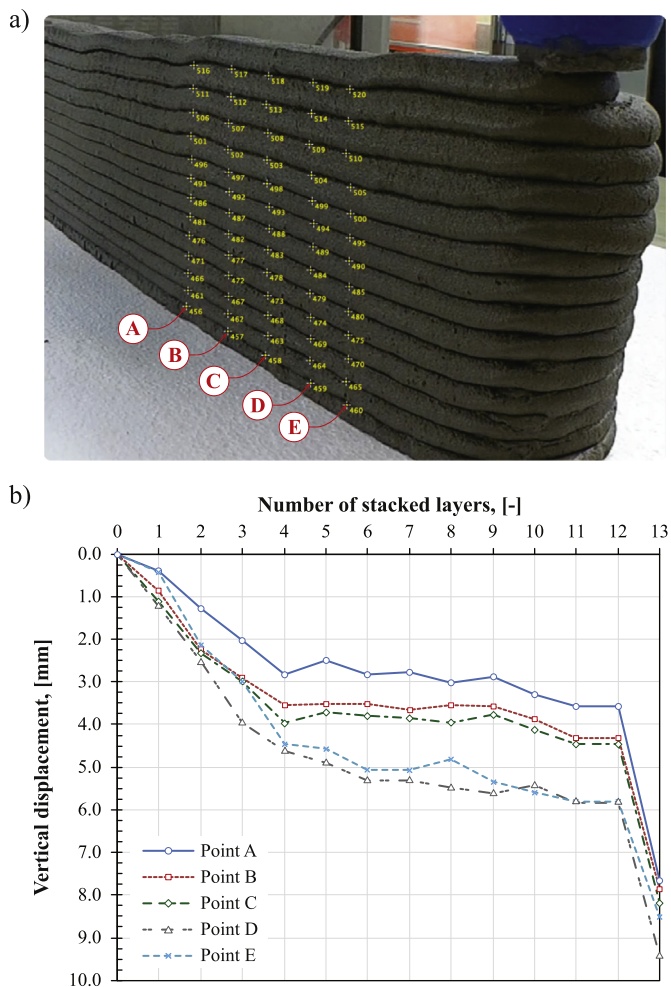 a)
516 517 518 519 520
511 512 513 514 515
506 507 508 509 510
501 502 503 504 505
496 497 498 499 500
491 492 493 494 495
486 487 488 489 490
481 482 483 484 485
476 477 478 479 480
471 472 473 474 475
466 467 468 469 470
461 462 463 464 465
456 457 458 459 460
A
B
C
D
E
b)
Number of stacked layers, [-]
0 1 2 3 4 5 6 7 8 9 10 11 12 13
Vertical displacement, [mm]
0.0
1.0
2.0
3.0
4.0
5.0
6.0
7.0
8.0
9.0
10.0
Point A
Point B
Point C
Point D
Point E